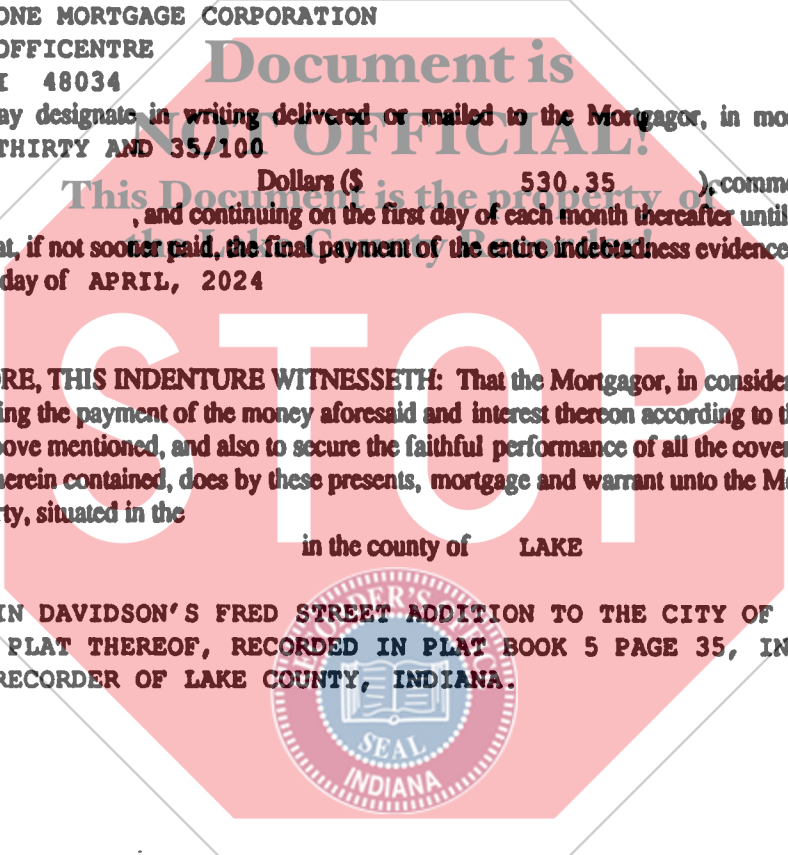 ONE MORTGAGE CORPORATION
OFFICENTRE
I 48034
ay designate in writing delivered or mailed to the Mortgagor, in mo
THIRTY AND 35/100
Dollars ($ 530.35 ), comme
, and continuing on the first day of each month thereafter until
at, if not sooner paid, the final payment of the entire indebtedness evidence
day of APRIL, 2024
RE, THIS INDENTURE WITNESSETH: That the Mortgagor, in conside
ing the payment of the money aforesaid and interest thereon according to t
ove mentioned, and also to secure the faithful performance of all the cove
herein contained, does by these presents, mortgage and warrant unto the M
ty, situated in the
in the county of LAKE
IN DAVIDSON'S FRED STREET ADDITION TO THE CITY OF
PLAT THEREOF, RECORDED IN PLAT BOOK 5 PAGE 35, IN
RECORDER OF LAKE COUNTY, INDIANA.
Document is
NOT OFFICIAL!
This Document is the property of
the Lake County Recorder!
STOP
RECORDER'S OFFICE
SEAL
INDIANA